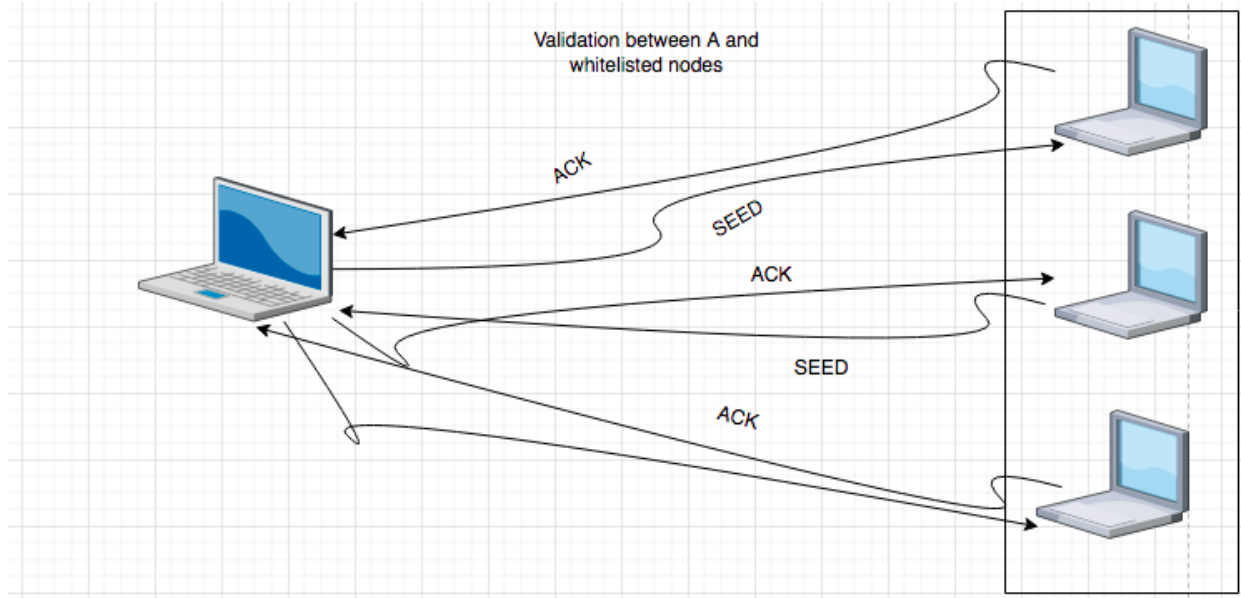 Validation between A and
whitelisted nodes
ACK
SEED
ACK
SEED
ACK